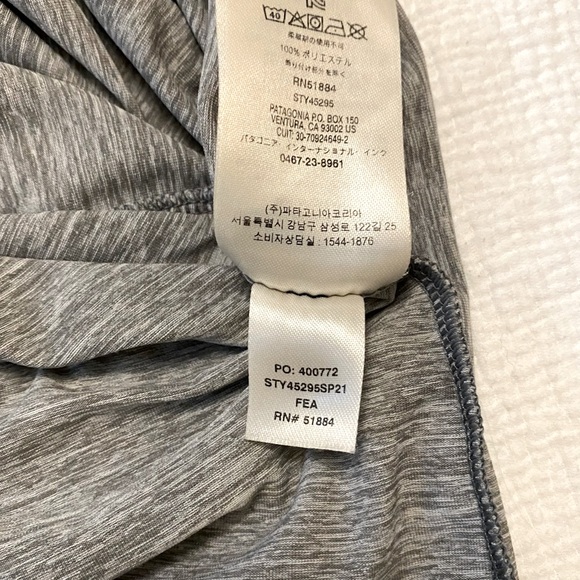 40
柔軟剤の使用不可
100% ポリエステル
飾り付け部分を除く
RN51884
STY45295
PATAGONIA P.O. BOX 150
VENTURA, CA 93002 US
CUIT: 30-70924649-2
パタゴニア・インターナショナル・インク
0467-23-8961
(주)파타고니아코리아
서울특별시 강남구 삼성로 122길 25
소비자상담실 : 1544-1876
PO: 400772
STY45295SP21
FEA
RN# 51884